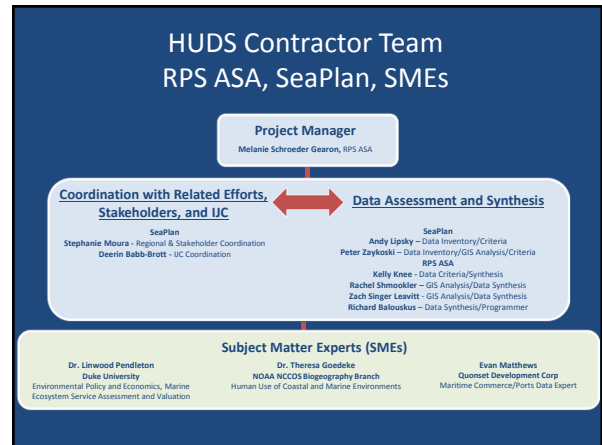 HUDS Contractor Team
RPS ASA, SeaPlan, SMEs
Project Manager
Melanie Schroeder Gearon, RPS ASA
Coordination with Related Efforts,
Stakeholders, and IJC
SeaPlan
Stephanie Moura - Regional & Stakeholder Coordination
Deerin Babb-Brott - IJC Coordination
Data Assessment and Synthesis
SeaPlan
Andy Lipsky – Data Inventory/Criteria
Peter Zaykoski - Data Inventory/GIS Analysis/Criteria
RPS ASA
Kelly Knee - Data Criteria/Synthesis
Rachel Shmookler - GIS Analysis/Data Synthesis
Zach Singer Leavitt - GIS Analysis/Data Synthesis
Richard Balouskus - Data Synthesis/Programmer
Subject Matter Experts (SMEs)
Dr. Linwood Pendleton
Duke University
Environmental Policy and Economics, Marine
Ecosystem Service Assessment and Valuation
Dr. Theresa Goedeke
NOAA NCCOS Biogeography Branch
Human Use of Coastal and Marine Environments
Evan Matthews
Quonset Development Corp
Maritime Commerce/Ports Data Expert